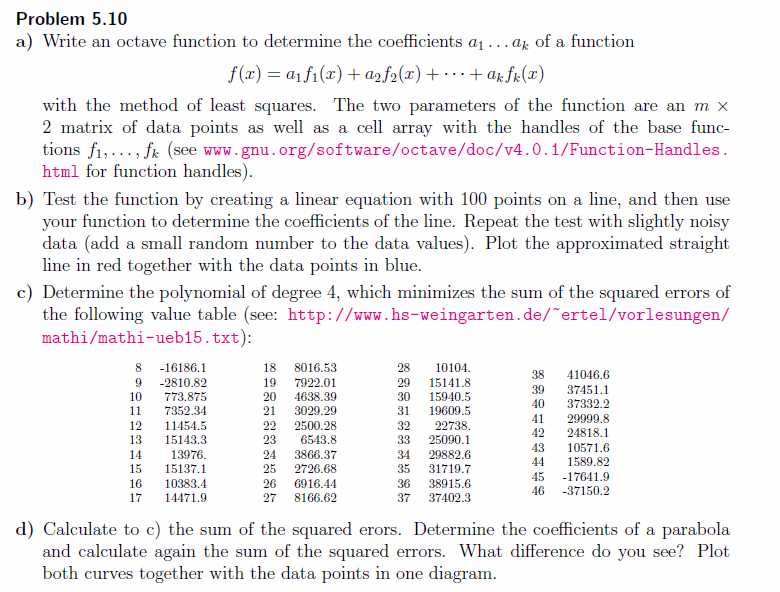 Problem 5.10
a) Write an octave function to determine the coefficients a₁ … aₖ of a function
f(x) = a₁f₁(x) + a₂f₂(x) + ··· + aₖfₖ(x)
with the method of least squares. The two parameters of the function are an m ×
2 matrix of data points as well as a cell array with the handles of the base func-
tions f₁, …, fₖ (see www.gnu.org/software/octave/doc/v4.0.1/Function-Handles.
html for function handles).
b) Test the function by creating a linear equation with 100 points on a line, and then use
your function to determine the coefficients of the line. Repeat the test with slightly noisy
data (add a small random number to the data values). Plot the approximated straight
line in red together with the data points in blue.
c) Determine the polynomial of degree 4, which minimizes the sum of the squared errors of
the following value table (see: http://www.hs-weingarten.de/~ertel/vorlesungen/
mathi/mathi-ueb15.txt):
8 -16186.1
9 -2810.82
10 773.875
11 7352.34
12 11454.5
13 15143.3
14 13976.
15 15137.1
16 10383.4
17 14471.9
18 8016.53
19 7922.01
20 4638.39
21 3029.29
22 2500.28
23 6543.8
24 3866.37
25 2726.68
26 6916.44
27 8166.62
28 10104.
29 15141.8
30 15940.5
31 19609.5
32 22738.
33 25090.1
34 29882.6
35 31719.7
36 38915.6
37 37402.3
38 41046.6
39 37451.1
40 37332.2
41 29999.8
42 24818.1
43 10571.6
44 1589.82
45 -17641.9
46 -37150.2
d) Calculate to c) the sum of the squared erors. Determine the coefficients of a parabola
and calculate again the sum of the squared errors. What difference do you see? Plot
both curves together with the data points in one diagram.